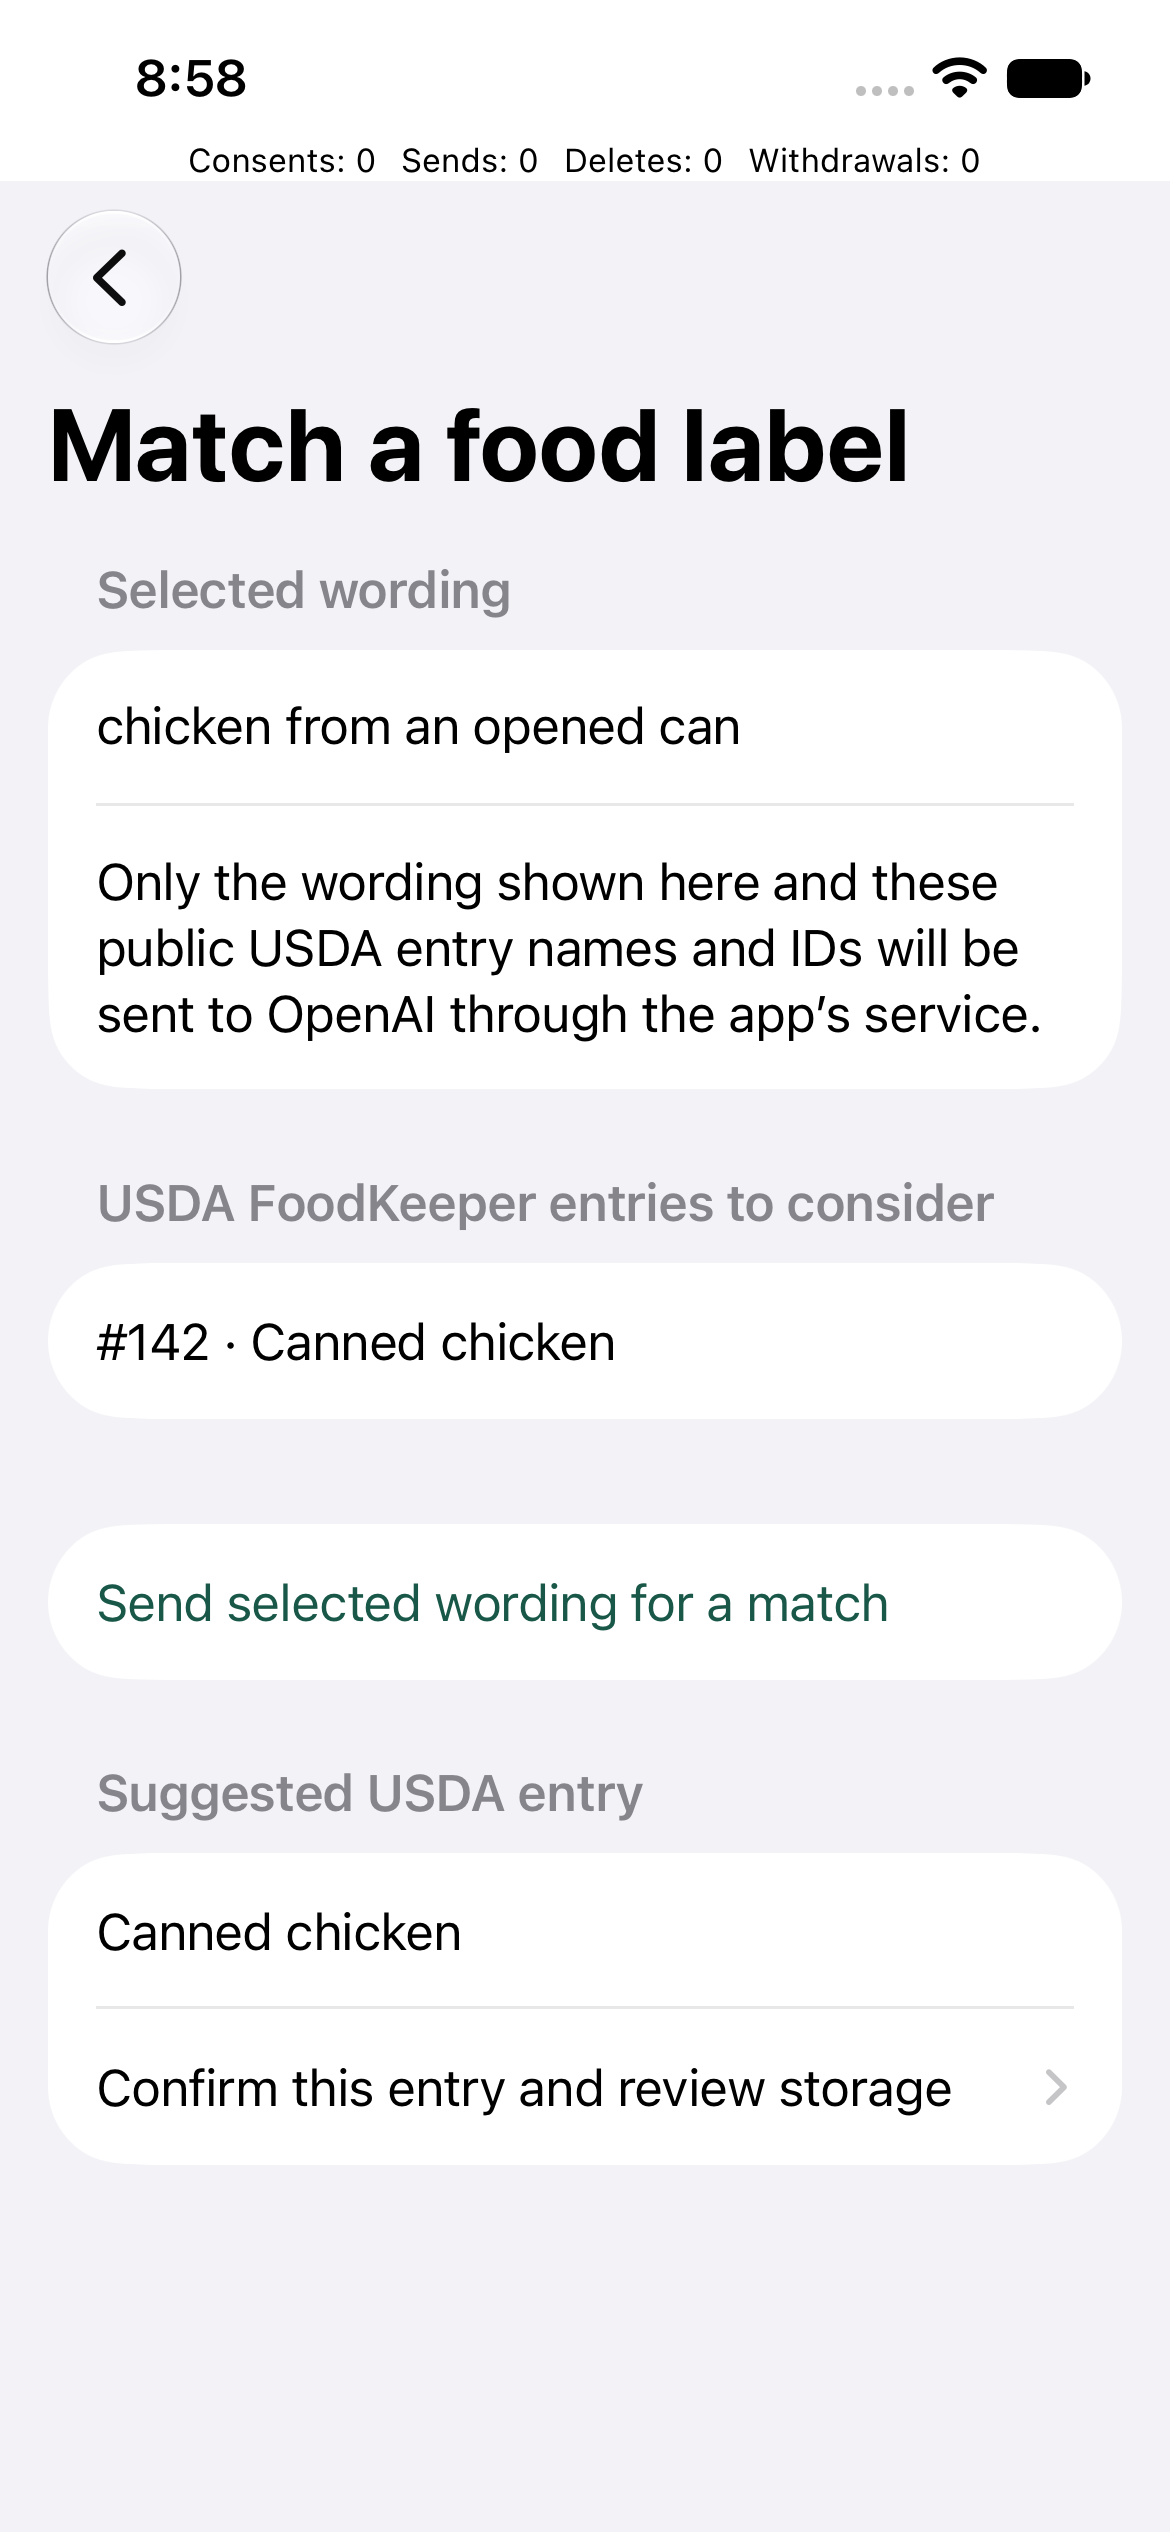 8:58
Consents: 0 Sends: 0 Deletes: 0 Withdrawals: 0
Match a food label
Selected wording
chicken from an opened can
Only the wording shown here and these
public USDA entry names and IDs will be
sent to OpenAI through the app’s service.
USDA FoodKeeper entries to consider
#142 · Canned chicken
Send selected wording for a match
Suggested USDA entry
Canned chicken
Confirm this entry and review storage